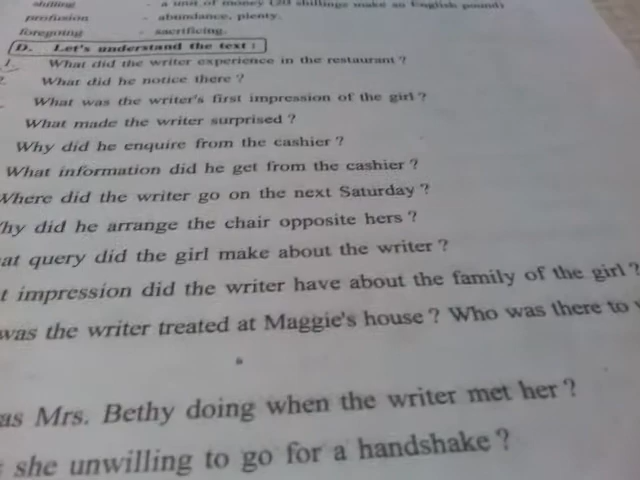 shilling - a unit of money (20 shillings make an English pound)
profusion - abundance, plenty.
foregoing - sacrificing.
D. Let's understand the text :
1. What did the writer experience in the restaurant ?
What did he notice there ?
What was the writer's first impression of the girl ?
What made the writer surprised ?
Why did he enquire from the cashier ?
What information did he get from the cashier ?
Where did the writer go on the next Saturday ?
hy did he arrange the chair opposite hers ?
at query did the girl make about the writer ?
t impression did the writer have about the family of the girl ?
was the writer treated at Maggie's house ? Who was there to
as Mrs. Bethy doing when the writer met her ?
she unwilling to go for a handshake ?